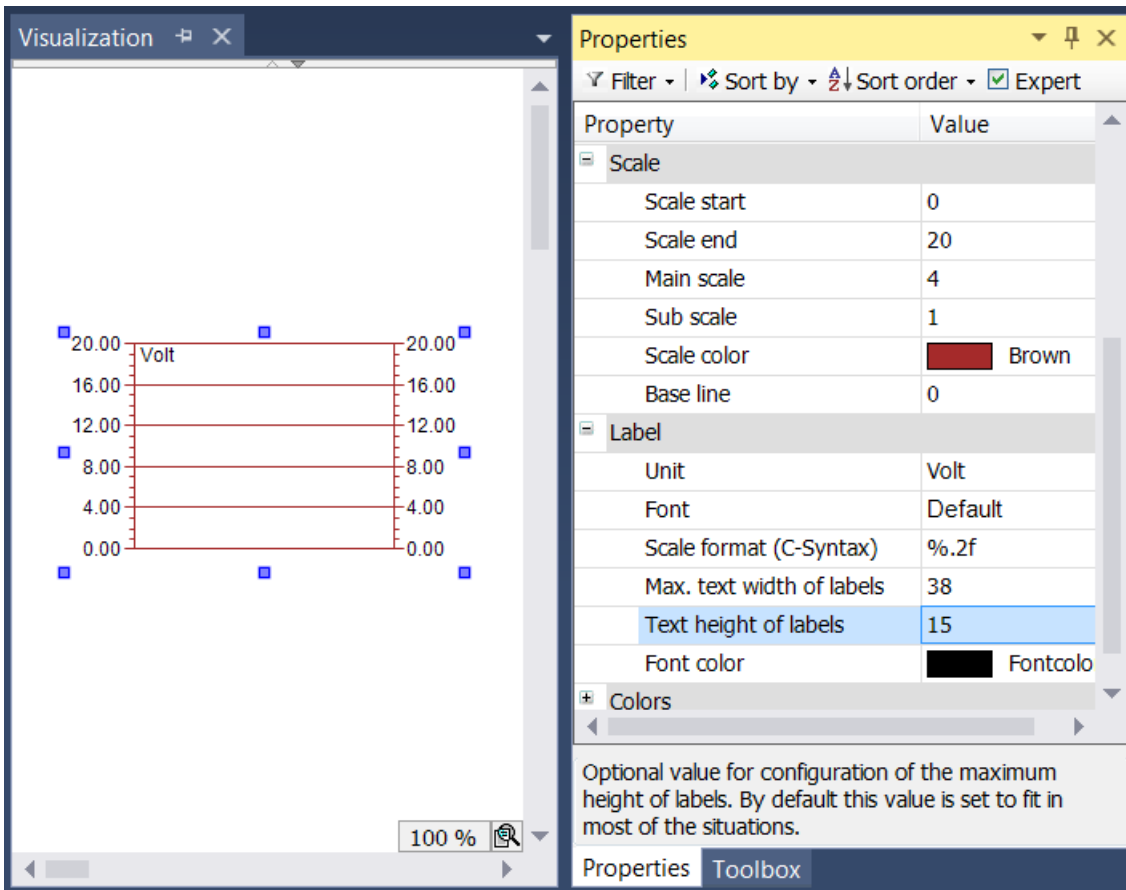 Visualization
20.00 Volt 20.00
16.00 16.00
12.00 12.00
8.00 8.00
4.00 4.00
0.00 0.00
100 %
Properties
Filter Sort by Sort order Expert
Property Value
Scale
Scale start 0
Scale end 20
Main scale 4
Sub scale 1
Scale color Brown
Base line 0
Label
Unit Volt
Font Default
Scale format (C-Syntax) %.2f
Max. text width of labels 38
Text height of labels 15
Font color Fontcolo
Colors
Optional value for configuration of the maximum
height of labels. By default this value is set to fit in
most of the situations.
Properties Toolbox